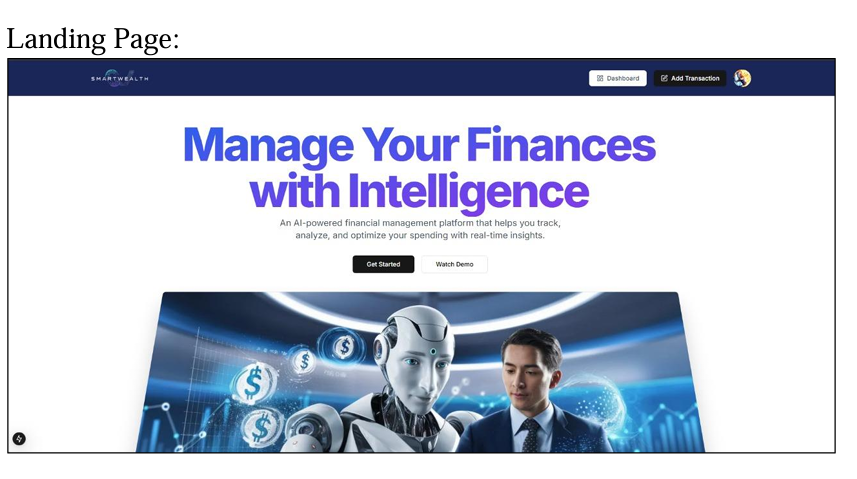 Landing Page:
SMARTWEALTH
Dashboard
Add Transaction
Manage Your Finances
with Intelligence
An AI-powered financial management platform that helps you track,
analyze, and optimize your spending with real-time insights.
Get Started
Watch Demo